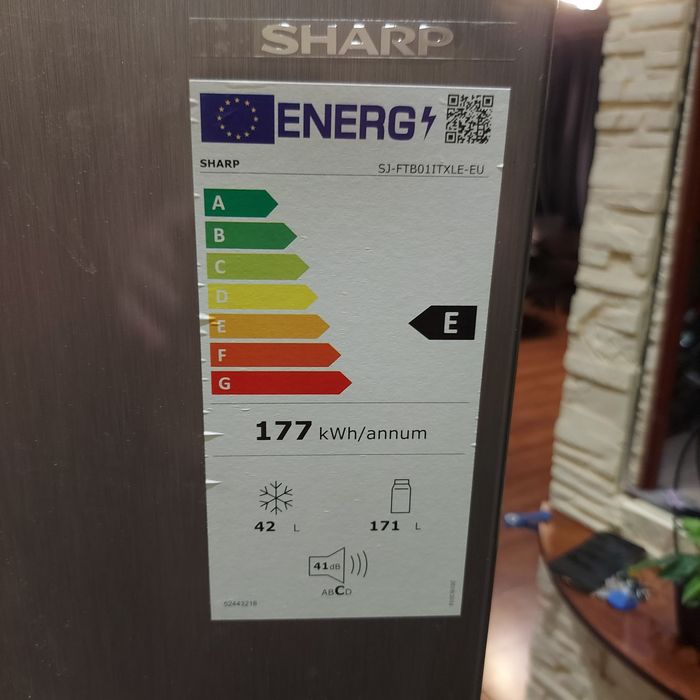 SHARP
ENERG
SHARP SJ-FTB01ITXLE-EU
A
B
C
D
E
E
F
G
177 kWh/annum
42 L 171 L
41dB
ABCD